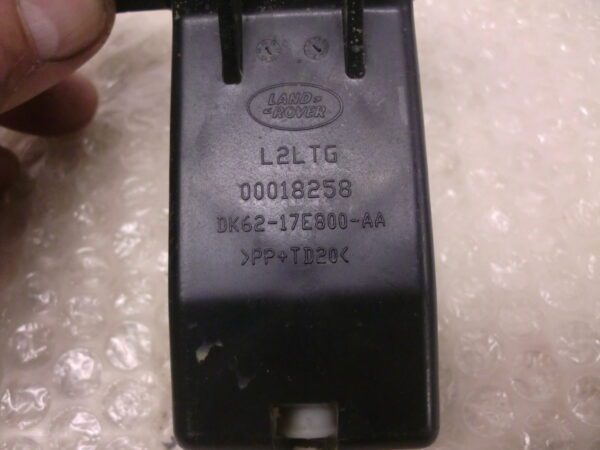 LAND
ROVER
L2LTG
00018258
DK62-17E800-AA
>PP+TD20<